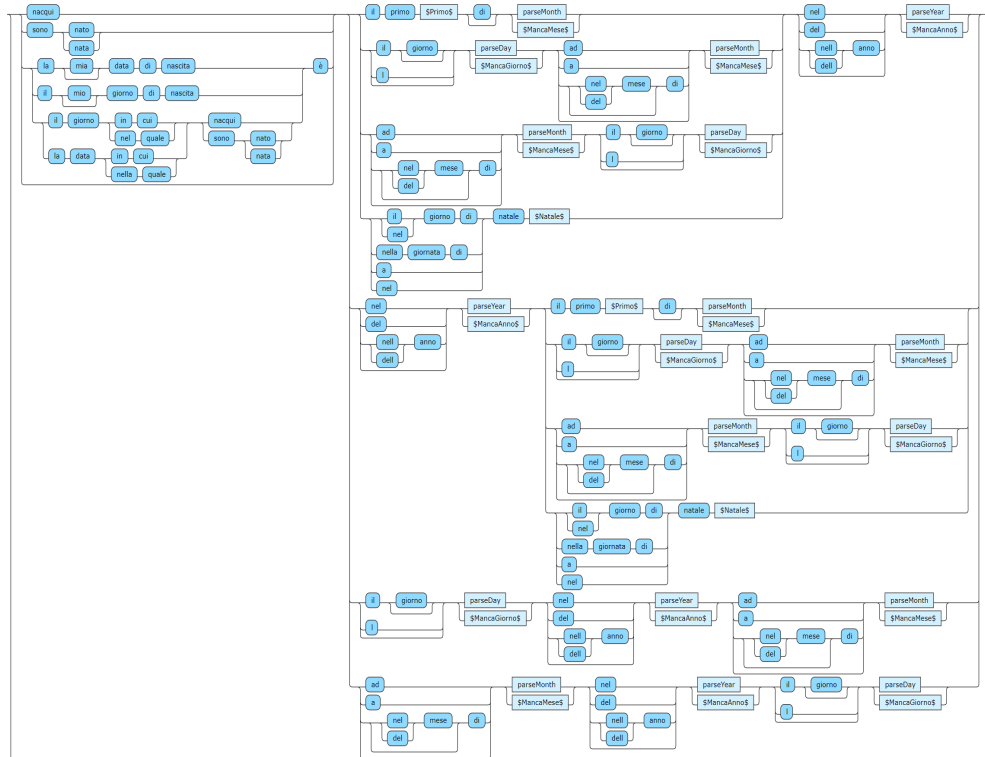 nacqui il primo $Primo$ di parseMonth nel parseYear
sono nato $MancaMese$ del $MancaAnno$
nata il giorno parseDay ad parseMonth nell anno
l $MancaGiorno$ a $MancaMese$ dell
la mia data di nascita è nel mese di
il mio giorno di nascita del
il giorno in cui nacqui ad parseMonth il giorno parseDay
nel quale sono nato a $MancaMese$ l $MancaGiorno$
la data in cui nata nel mese di
nella quale del
il giorno di natale $Natale$
nel
nella giornata di
a
nel
nel parseYear il primo $Primo$ di parseMonth
del $MancaAnno$ $MancaMese$
nell anno il giorno parseDay ad parseMonth
dell l $MancaGiorno$ a $MancaMese$
nel mese di
del
ad parseMonth il giorno parseDay
a $MancaMese$ l $MancaGiorno$
nel mese di
del
il giorno di natale $Natale$
nel
nella giornata di
a
nel
il giorno parseDay nel parseYear ad parseMonth
l $MancaGiorno$ del $MancaAnno$ a $MancaMese$
nell anno nel mese di
dell del
ad parseMonth nel parseYear il giorno parseDay
a $MancaMese$ del $MancaAnno$ l $MancaGiorno$
nel mese di nell anno
del dell